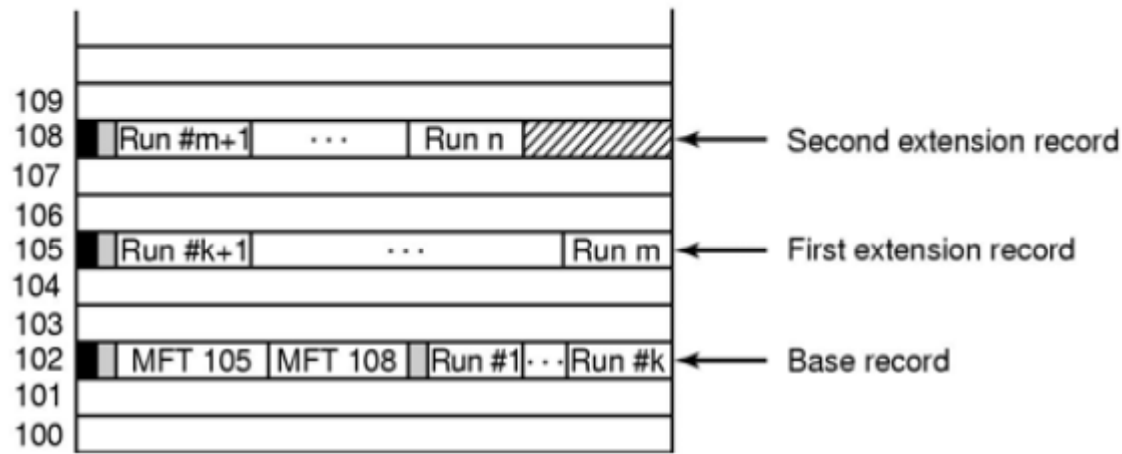 109
108 Run #m+1 · · · Run n Second extension record
107
106
105 Run #k+1 · · · Run m First extension record
104
103
102 MFT 105 MFT 108 Run #1 · · · Run #k Base record
101
100